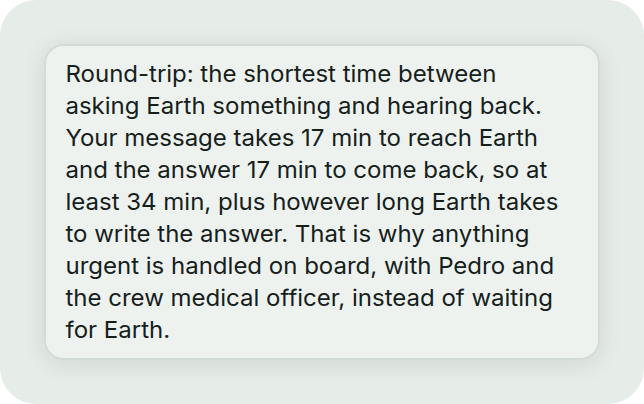 Round-trip: the shortest time between
asking Earth something and hearing back.
Your message takes 17 min to reach Earth
and the answer 17 min to come back, so at
least 34 min, plus however long Earth takes
to write the answer. That is why anything
urgent is handled on board, with Pedro and
the crew medical officer, instead of waiting
for Earth.